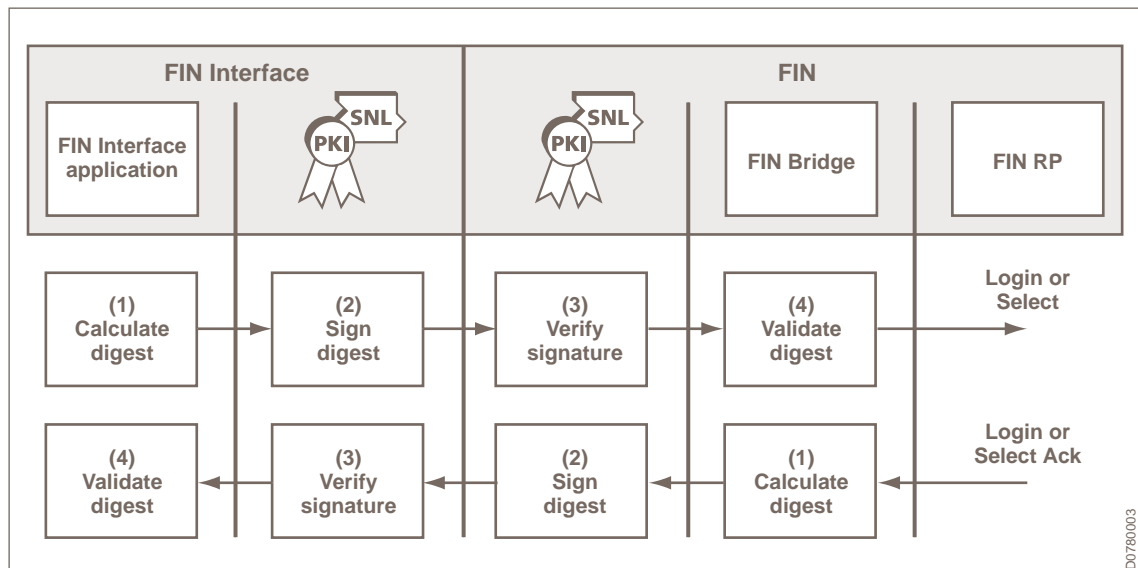 FIN Interface
FIN
FIN Interface
application
SNL
PKI
SNL
PKI
FIN Bridge
FIN RP
(1)
Calculate
digest
(2)
Sign
digest
(3)
Verify
signature
(4)
Validate
digest
Login or
Select
(4)
Validate
digest
(3)
Verify
signature
(2)
Sign
digest
(1)
Calculate
digest
Login or
Select Ack
D0780003